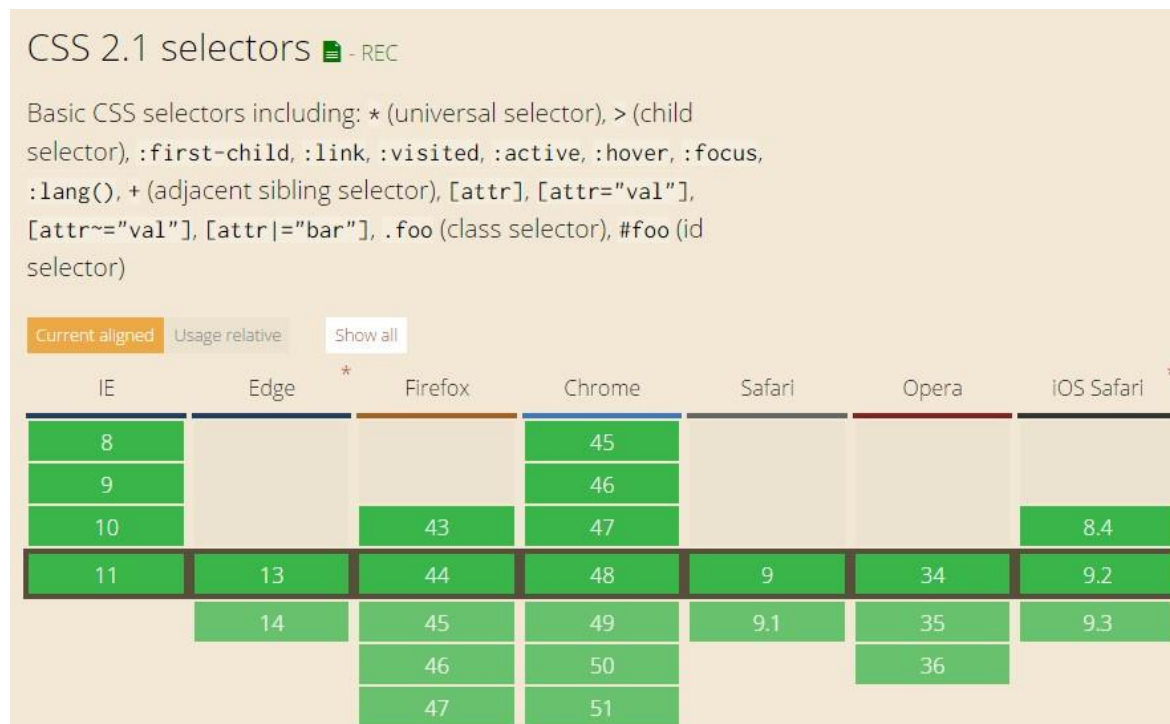 CSS 2.1 selectors - REC
Basic CSS selectors including: * (universal selector), > (child
selector), :first-child, :link, :visited, :active, :hover, :focus,
:lang(), + (adjacent sibling selector), [attr], [attr="val"],
[attr~="val"], [attr|="bar"], .foo (class selector), #foo (id
selector)
Current aligned Usage relative Show all
IE Edge * Firefox Chrome Safari Opera iOS Safari *
8 45
9 46
10 43 47 8.4
11 13 44 48 9 34 9.2
14 45 49 9.1 35 9.3
46 50 36
47 51